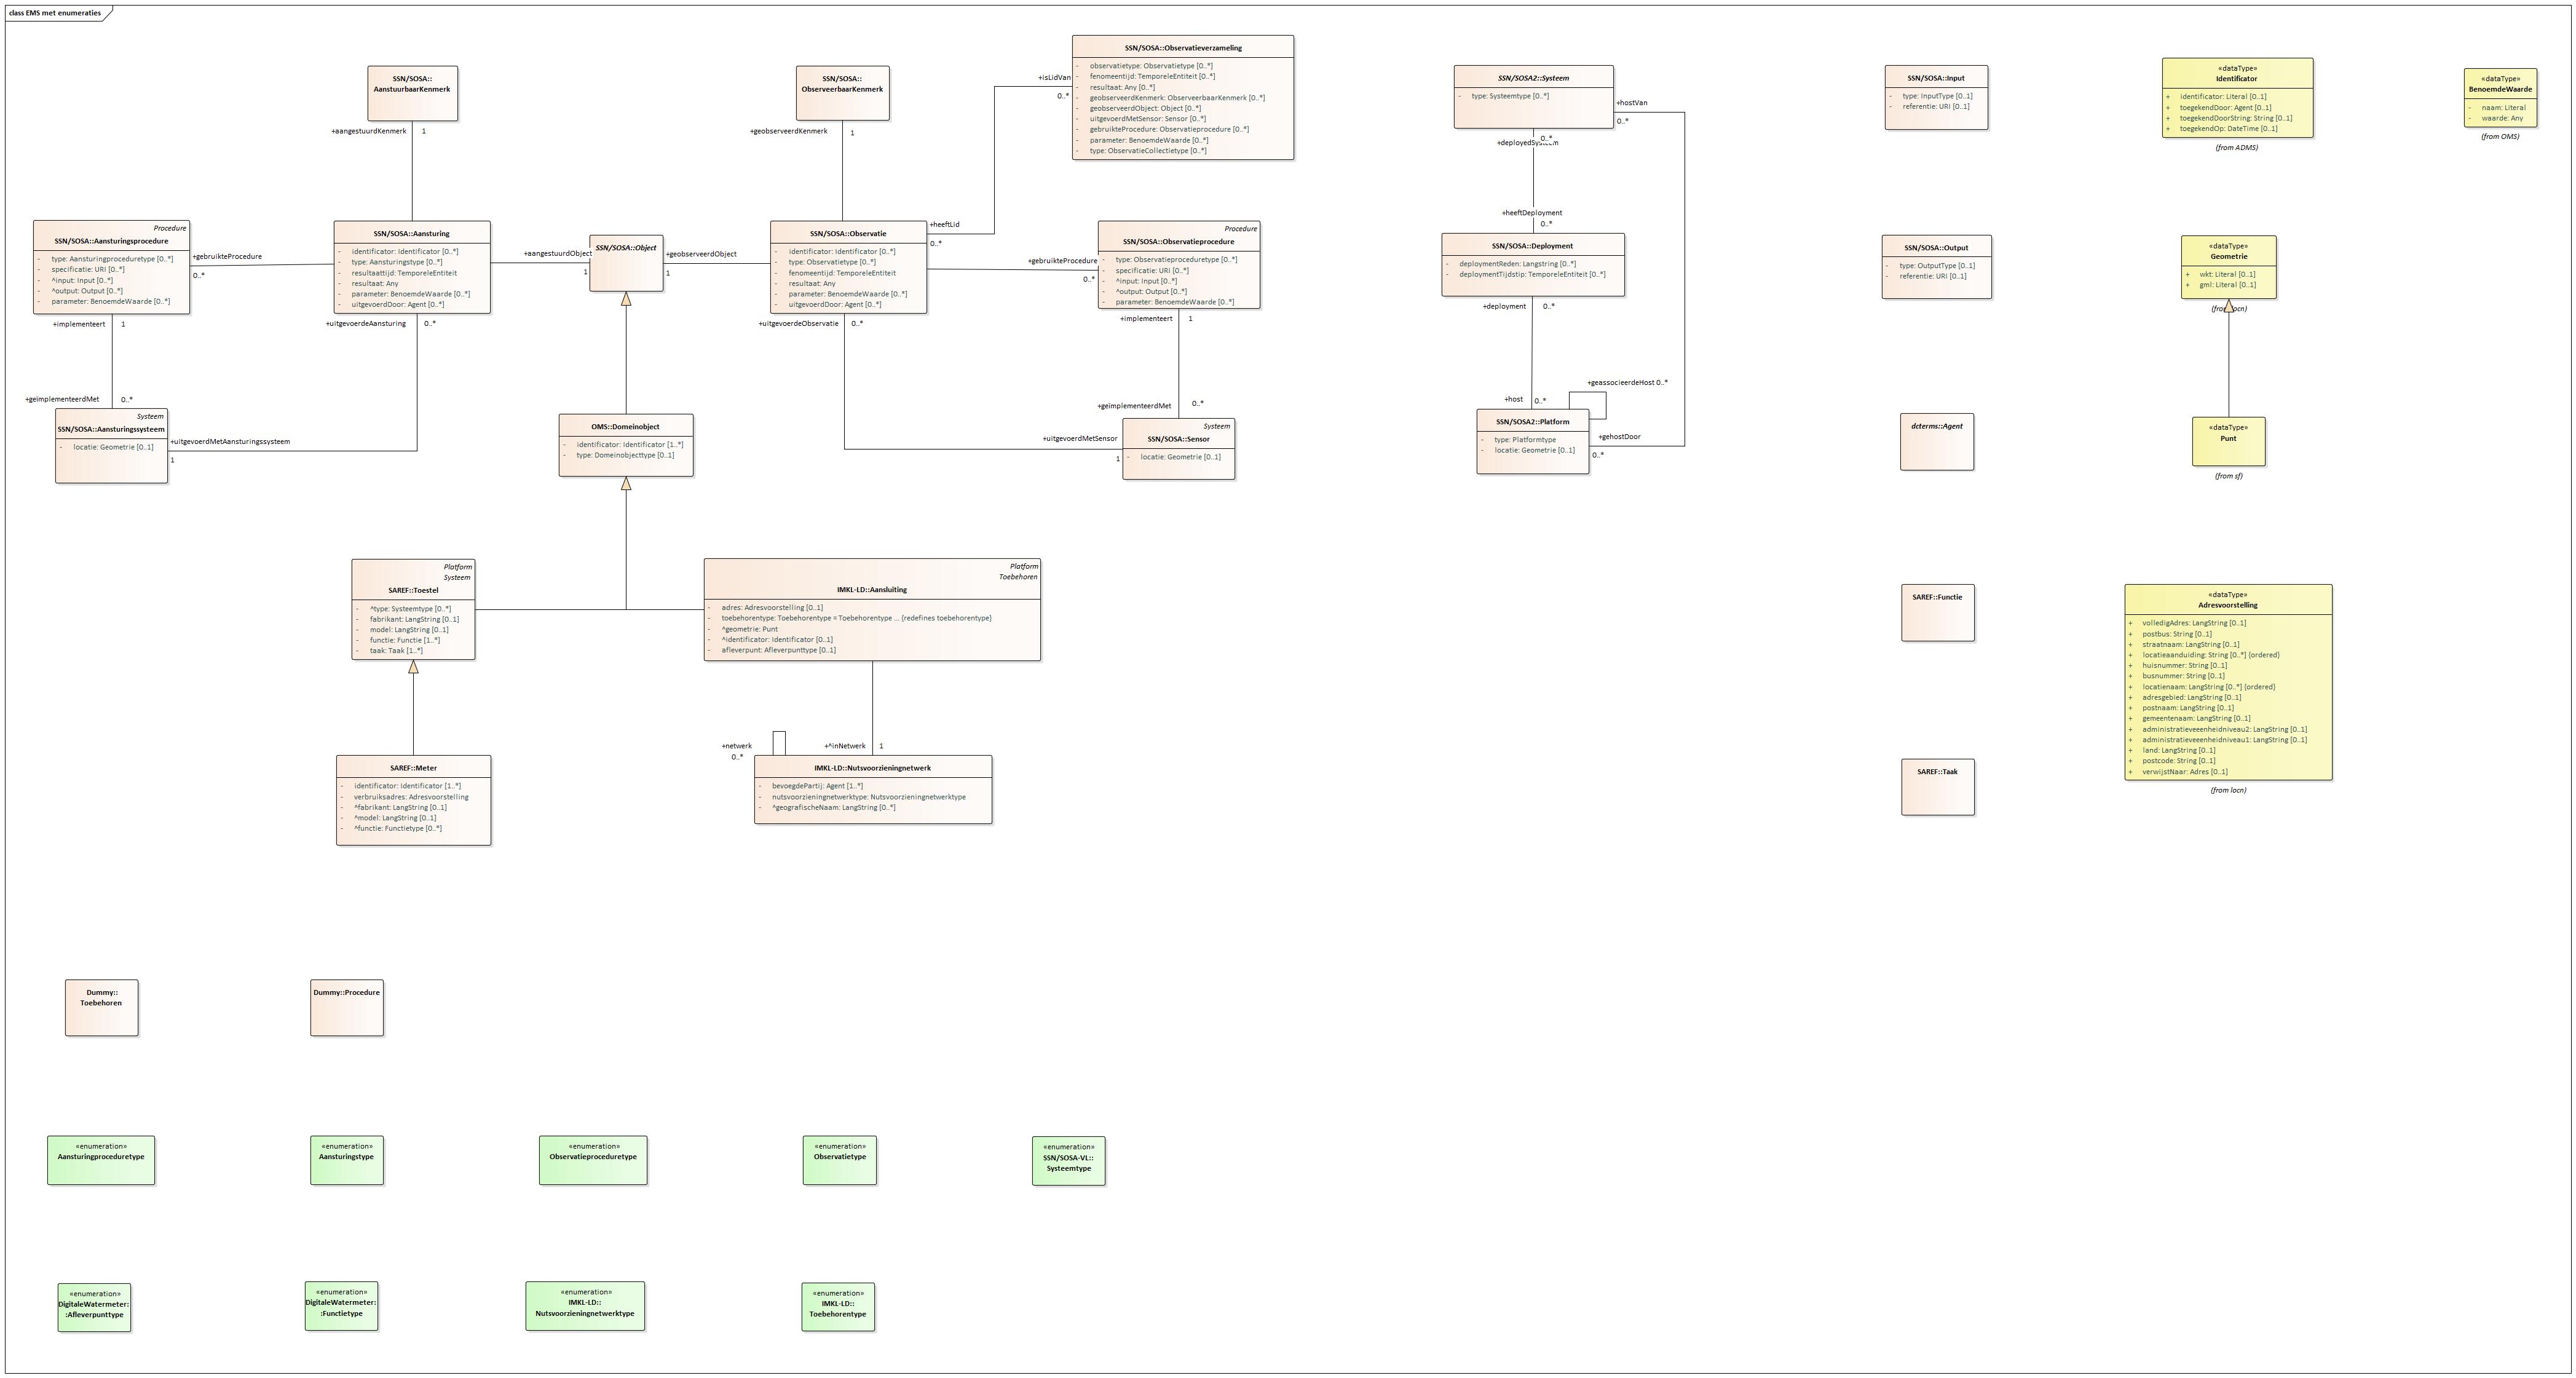 class EMS met enumeraties
SSN/SOSA::
AanstuurbaarKenmerk
+aangestuurdKenmerk
1
SSN/SOSA::
ObserveerbaarKenmerk
+geobserveerdKenmerk
1
SSN/SOSA::Observatieverzameling
- observatietype: Observatietype [0..*]
- fenomeentijd: TemporeleEntiteit [0..*]
- resultaat: Any [0..*]
- geobserveerdKenmerk: ObserveerbaarKenmerk [0..*]
- geobserveerdObject: Object [0..*]
- uitgevoerdMetSensor: Sensor [0..*]
- gebruikteProcedure: Observatieprocedure [0..*]
- parameter: BenoemdeWaarde [0..*]
- type: ObservatieCollectietype [0..*]
+isLidVan
0..*
SSN/SOSA2::Systeem
- type: Systeemtype [0..*]
+hostVan
0..*
0..*
+deployedSysteem
SSN/SOSA::Input
- type: InputType [0..1]
- referentie: URI [0..1]
«dataType»
Identificator
+ identificator: Literal [0..1]
+ toegekendDoor: Agent [0..1]
+ toegekendDoorString: String [0..1]
+ toegekendOp: DateTime [0..1]
(from ADMS)
«dataType»
BenoemdeWaarde
- naam: Literal
- waarde: Any
(from OMS)
Procedure
SSN/SOSA::Aansturingsprocedure
- type: Aansturingproceduretype [0..*]
- specificatie: URI [0..*]
- ^input: Input [0..*]
- ^output: Output [0..*]
- parameter: BenoemdeWaarde [0..*]
+gebruikteProcedure
0..*
+implementeert
1
SSN/SOSA::Aansturing
- identificator: Identificator [0..*]
- type: Aansturingstype [0..*]
- resultaattijd: TemporeleEntiteit
- resultaat: Any
- parameter: BenoemdeWaarde [0..*]
- uitgevoerdDoor: Agent [0..*]
+uitgevoerdeAansturing
0..*
+aangestuurdObject
1
SSN/SOSA::Object
+geobserveerdObject
1
SSN/SOSA::Observatie
- identificator: Identificator [0..*]
- type: Observatietype [0..*]
- fenomeentijd: TemporeleEntiteit
- resultaat: Any
- parameter: BenoemdeWaarde [0..*]
- uitgevoerdDoor: Agent [0..*]
+heeftLid
0..*
+uitgevoerdeObservatie
0..*
+gebruikteProcedure
0..*
Procedure
SSN/SOSA::Observatieprocedure
- type: Observatieproceduretype [0..*]
- specificatie: URI [0..*]
- ^input: Input [0..*]
- ^output: Output [0..*]
- parameter: BenoemdeWaarde [0..*]
+implementeert
1
+heeftDeployment
0..*
SSN/SOSA::Deployment
- deploymentReden: Langstring [0..*]
- deploymentTijdstip: TemporeleEntiteit [0..*]
+deployment
0..*
SSN/SOSA::Output
- type: OutputType [0..1]
- referentie: URI [0..1]
«dataType»
Geometrie
+ wkt: Literal [0..1]
+ gml: Literal [0..1]
(from locn)
+geïmplementeerdMet
0..*
Systeem
SSN/SOSA::Aansturingssysteem
- locatie: Geometrie [0..1]
+uitgevoerdMetAansturingssysteem
1
OMS::Domeinobject
- identificator: Identificator [1..*]
- type: Domeinobjecttype [0..1]
+geïmplementeerdMet
0..*
+uitgevoerdMetSensor
1
Systeem
SSN/SOSA::Sensor
- locatie: Geometrie [0..1]
+geassocieerdeHost 0..*
+host
0..*
SSN/SOSA2::Platform
- type: Platformtype
- locatie: Geometrie [0..1]
+gehostDoor
0..*
dcterms::Agent
«dataType»
Punt
(from sf)
Platform
Systeem
SAREF::Toestel
- ^type: Systeemtype [0..*]
- fabrikant: LangString [0..1]
- model: LangString [0..1]
- functie: Functie [1..*]
- taak: Taak [1..*]
Platform
Toebehoren
IMKL-LD::Aansluiting
- adres: Adresvoorstelling [0..1]
- toebehorentype: Toebehorentype = Toebehorentype ... {redefines toebehorentype}
- ^geometrie: Punt
- ^identificator: Identificator [0..1]
- afleverpunt: Afleverpunttype [0..1]
SAREF::Functie
«dataType»
Adresvoorstelling
+ volledigAdres: LangString [0..1]
+ postbus: String [0..1]
+ straatnaam: LangString [0..1]
+ locatieaanduiding: String [0..*] {ordered}
+ huisnummer: String [0..1]
+ busnummer: String [0..1]
+ locatienaam: LangString [0..*] {ordered}
+ adresgebied: LangString [0..1]
+ postnaam: LangString [0..1]
+ gemeentenaam: LangString [0..1]
+ administratieveeenheidniveau2: LangString [0..1]
+ administratieveeenheidniveau1: LangString [0..1]
+ land: LangString [0..1]
+ postcode: String [0..1]
+ verwijstNaar: Adres [0..1]
(from locn)
+netwerk
0..*
+^inNetwerk
1
SAREF::Meter
- identificator: Identificator [1..*]
- verbruiksadres: Adresvoorstelling
- ^fabrikant: LangString [0..1]
- ^model: LangString [0..1]
- ^functie: Functietype [0..*]
IMKL-LD::Nutsvoorzieningnetwerk
- bevoegdePartij: Agent [1..*]
- nutsvoorzieningnetwerktype: Nutsvoorzieningnetwerktype
- ^geografischeNaam: LangString [0..*]
SAREF::Taak
Dummy::
Toebehoren
Dummy::Procedure
«enumeration»
Aansturingproceduretype
«enumeration»
Aansturingstype
«enumeration»
Observatieproceduretype
«enumeration»
Observatietype
«enumeration»
SSN/SOSA-VL::
Systeemtype
«enumeration»
DigitaleWatermeter:
:Afleverpunttype
«enumeration»
DigitaleWatermeter:
:Functietype
«enumeration»
IMKL-LD::
Nutsvoorzieningnetwerktype
«enumeration»
IMKL-LD::
Toebehorentype